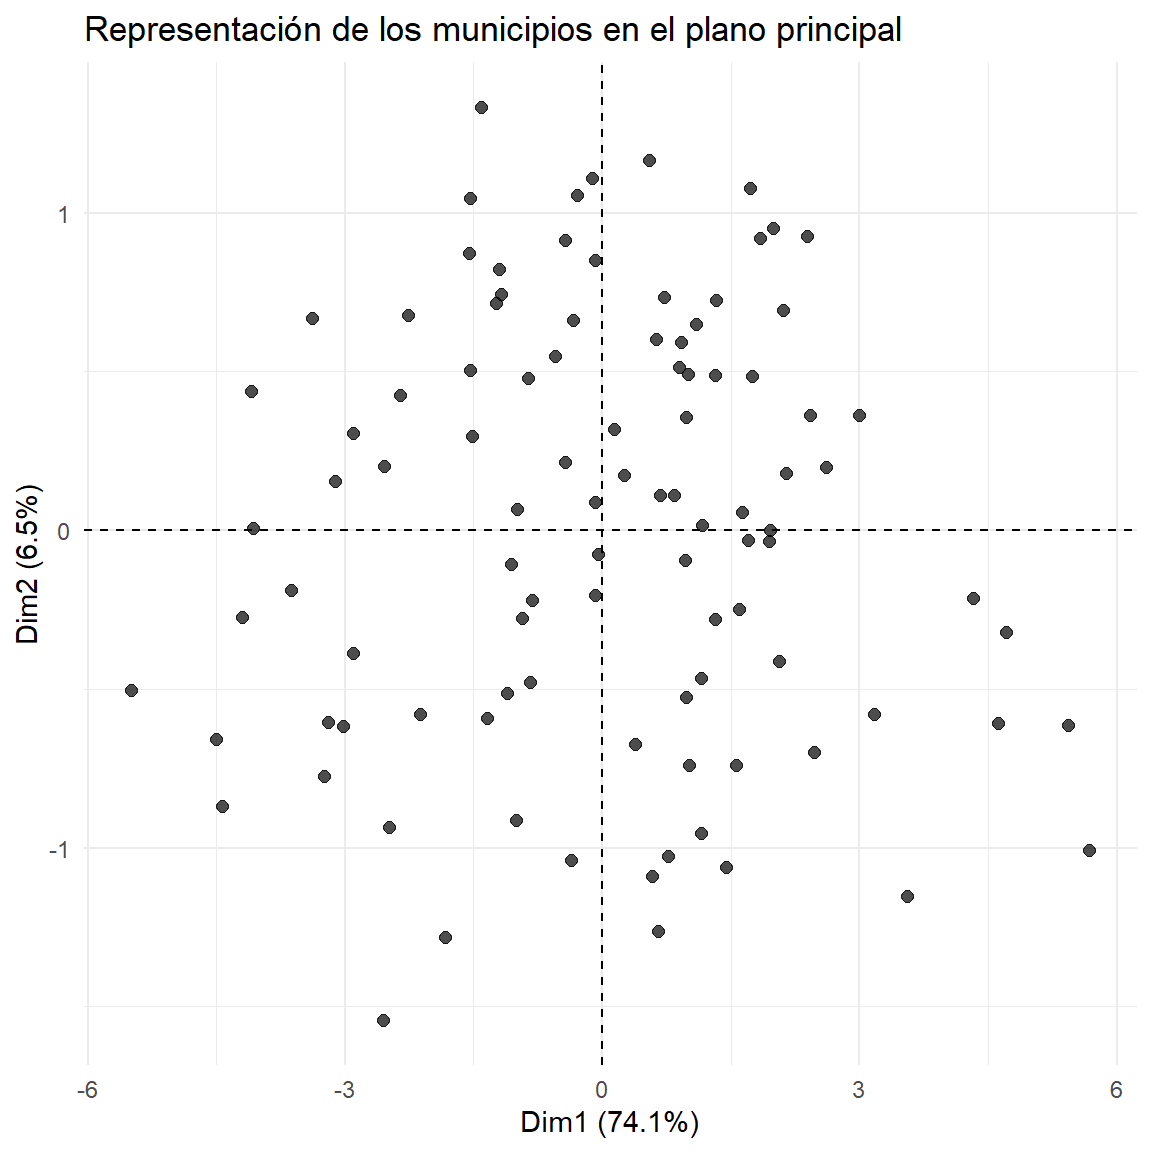 Representación de los municipios en el plano principal
1
0
-1
Dim2 (6.5%)
-6
-3
0
3
6
Dim1 (74.1%)